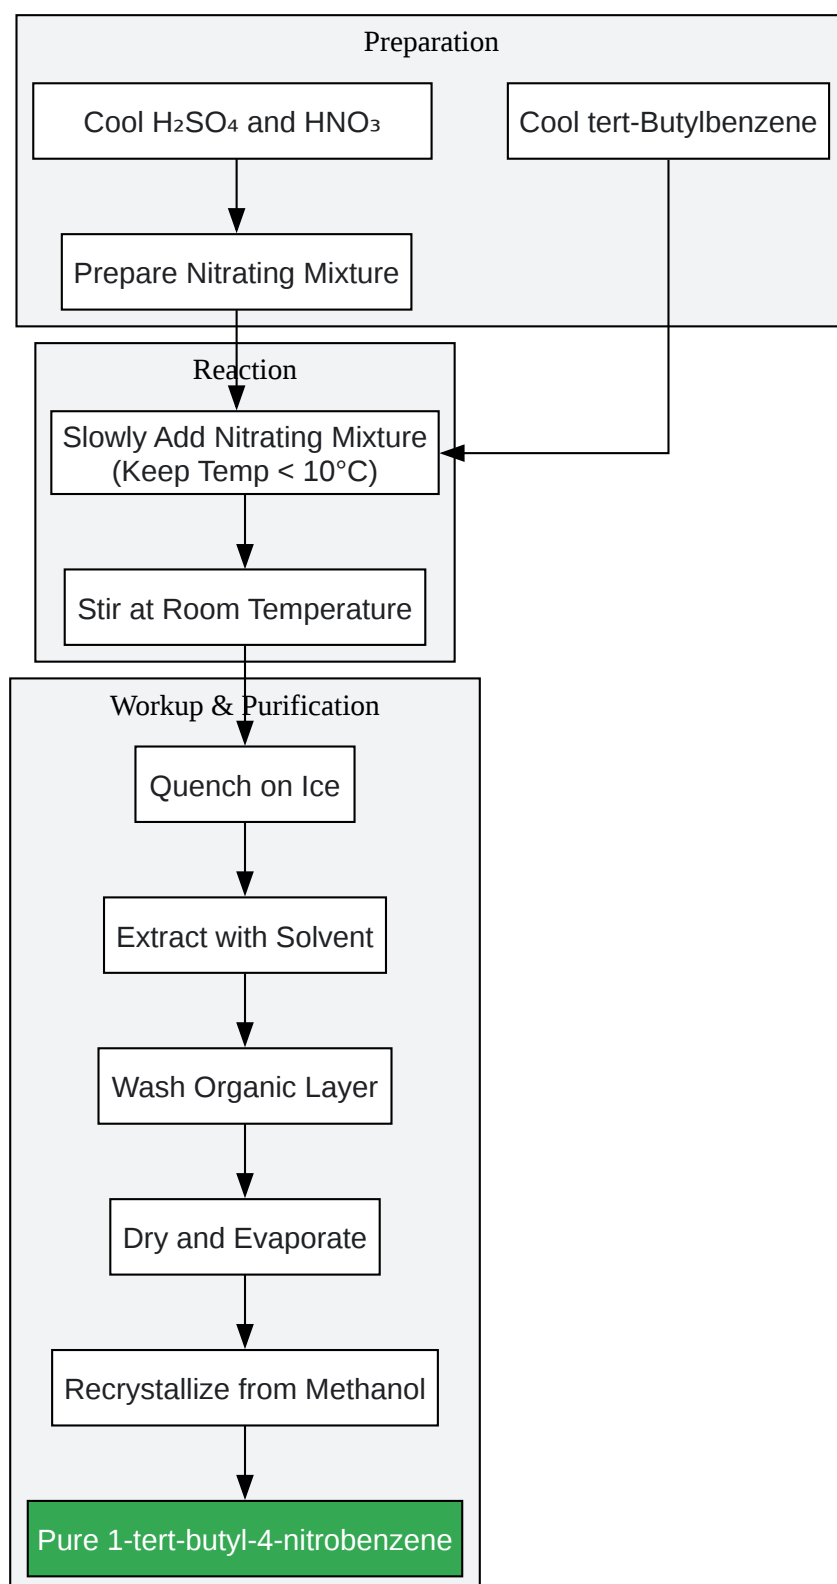 Preparation
Cool H₂SO₄ and HNO₃
Cool tert-Butylbenzene
Prepare Nitrating Mixture
Reaction
Slowly Add Nitrating Mixture
(Keep Temp < 10°C)
Stir at Room Temperature
Workup & Purification
Quench on Ice
Extract with Solvent
Wash Organic Layer
Dry and Evaporate
Recrystallize from Methanol
Pure 1-tert-butyl-4-nitrobenzene